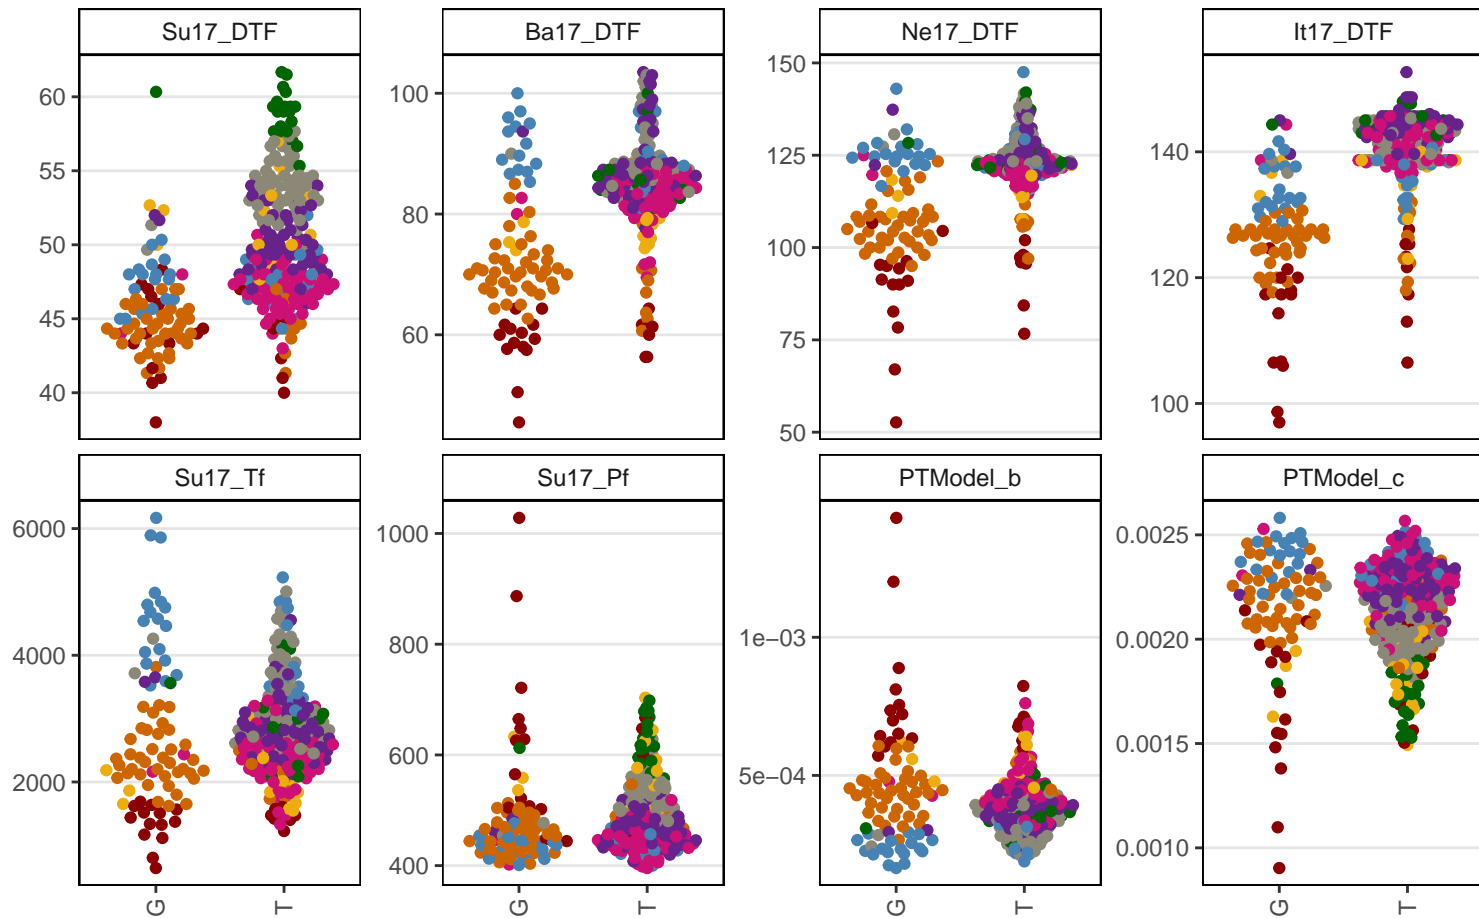 Su17_DTF
Ba17_DTF
Ne17_DTF
It17_DTF
60
55
50
45
40
100
80
60
150
125
100
75
50
140
120
100
Su17_Tf
Su17_Pf
PTModel_b
PTModel_c
6000
4000
2000
1000
800
600
400
1e−03
5e−04
0.0025
0.0020
0.0015
0.0010
G
T
G
T
G
T
G
T